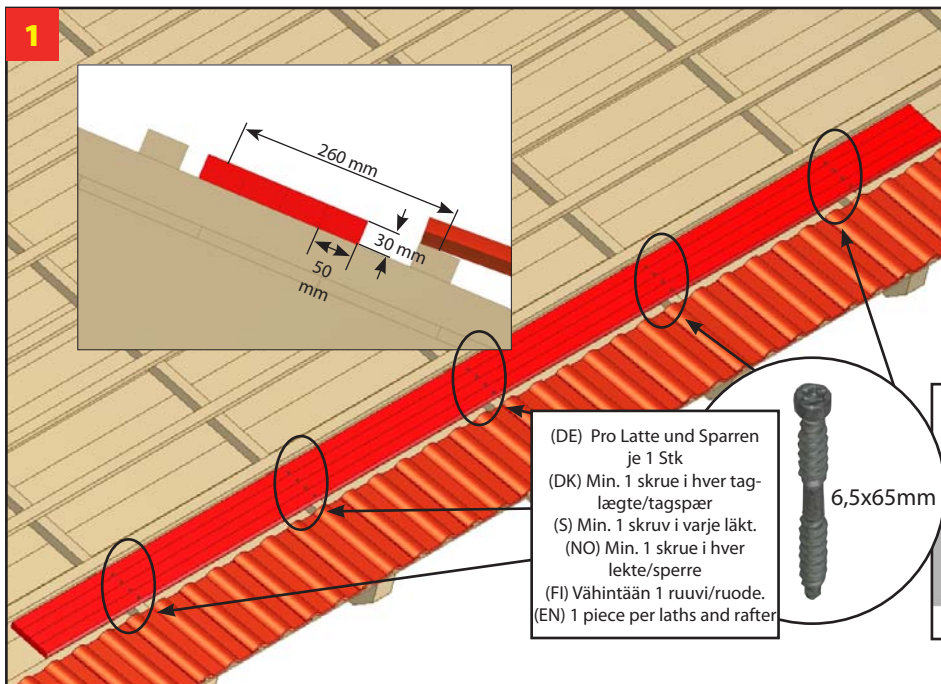 1
260 mm
30 mm
50
mm
(DE) Pro Latte und Sparren
je 1 Stk
(DK) Min. 1 skrue i hver tag-
lægte/tagspær
(S) Min. 1 skruv i varje läkt.
(NO) Min. 1 skrue i hver
lekte/sperre
(FI) Vähintään 1 ruuvi/ruode.
(EN) 1 piece per laths and rafter
6,5x65mm